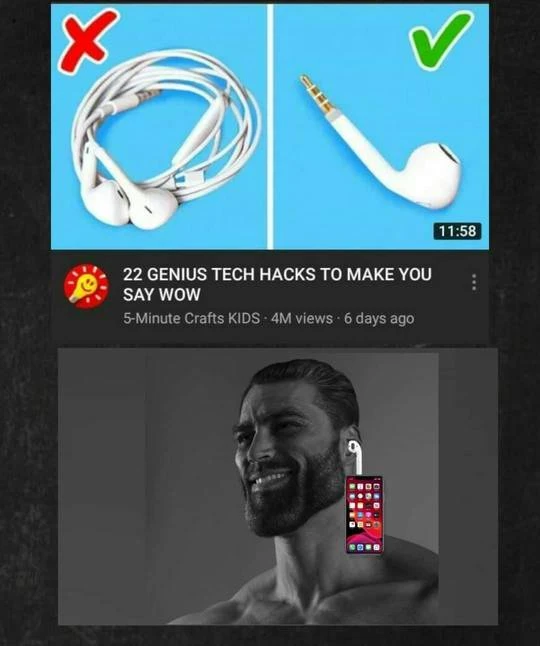 11:58
22 GENIUS TECH HACKS TO MAKE YOU
SAY WOW
5-Minute Crafts KIDS · 4M views · 6 days ago